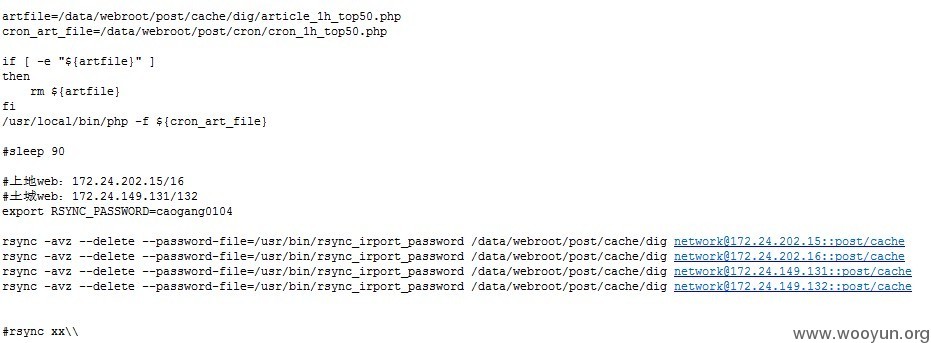 artfile=/data/webroot/post/cache/dig/article_1h_top50.php
cron_art_file=/data/webroot/post/cron/cron_1h_top50.php
if [ -e "${artfile}" ]
then
    rm ${artfile}
fi
/usr/local/bin/php -f ${cron_art_file}
#sleep 90
#上地web：172.24.202.15/16
#土城web：172.24.149.131/132
export RSYNC_PASSWORD=caogang0104
rsync -avz --delete --password-file=/usr/bin/rsync_irport_password /data/webroot/post/cache/dig network@172.24.202.15::post/cache
rsync -avz --delete --password-file=/usr/bin/rsync_irport_password /data/webroot/post/cache/dig network@172.24.202.16::post/cache
rsync -avz --delete --password-file=/usr/bin/rsync_irport_password /data/webroot/post/cache/dig network@172.24.149.131::post/cache
rsync -avz --delete --password-file=/usr/bin/rsync_irport_password /data/webroot/post/cache/dig network@172.24.149.132::post/cache
#rsync xx\\
www.wooyun.org